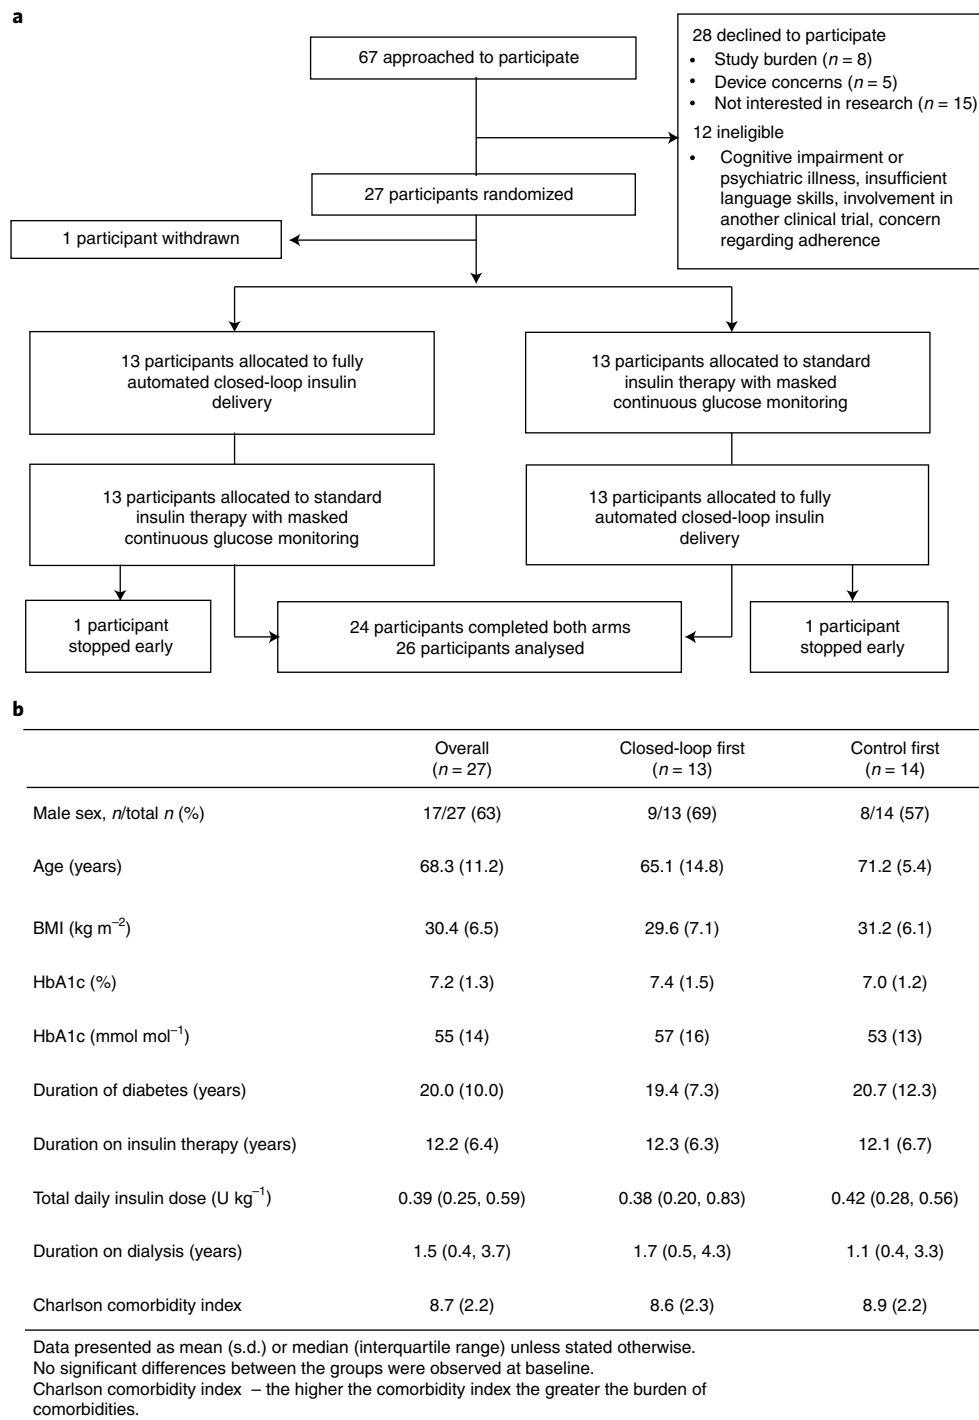 a
67 approached to participate
28 declined to participate
• Study burden (n = 8)
• Device concerns (n = 5)
• Not interested in research (n = 15)
12 ineligible
• Cognitive impairment or
psychiatric illness, insufficient
language skills, involvement in
another clinical trial, concern
regarding adherence
27 participants randomized
1 participant withdrawn
13 participants allocated to fully
automated closed-loop insulin
delivery
13 participants allocated to standard
insulin therapy with masked
continuous glucose monitoring
13 participants allocated to standard
insulin therapy with masked
continuous glucose monitoring
13 participants allocated to fully
automated closed-loop insulin
delivery
1 participant
stopped early
24 participants completed both arms
26 participants analysed
1 participant
stopped early
b
Overall
(n = 27)
Closed-loop first
(n = 13)
Control first
(n = 14)
Male sex, n/total n (%) 17/27 (63) 9/13 (69) 8/14 (57)
Age (years) 68.3 (11.2) 65.1 (14.8) 71.2 (5.4)
BMI (kg m⁻²) 30.4 (6.5) 29.6 (7.1) 31.2 (6.1)
HbA1c (%) 7.2 (1.3) 7.4 (1.5) 7.0 (1.2)
HbA1c (mmol mol⁻¹) 55 (14) 57 (16) 53 (13)
Duration of diabetes (years) 20.0 (10.0) 19.4 (7.3) 20.7 (12.3)
Duration on insulin therapy (years) 12.2 (6.4) 12.3 (6.3) 12.1 (6.7)
Total daily insulin dose (U kg⁻¹) 0.39 (0.25, 0.59) 0.38 (0.20, 0.83) 0.42 (0.28, 0.56)
Duration on dialysis (years) 1.5 (0.4, 3.7) 1.7 (0.5, 4.3) 1.1 (0.4, 3.3)
Charlson comorbidity index 8.7 (2.2) 8.6 (2.3) 8.9 (2.2)
Data presented as mean (s.d.) or median (interquartile range) unless stated otherwise.
No significant differences between the groups were observed at baseline.
Charlson comorbidity index – the higher the comorbidity index the greater the burden of
comorbidities.